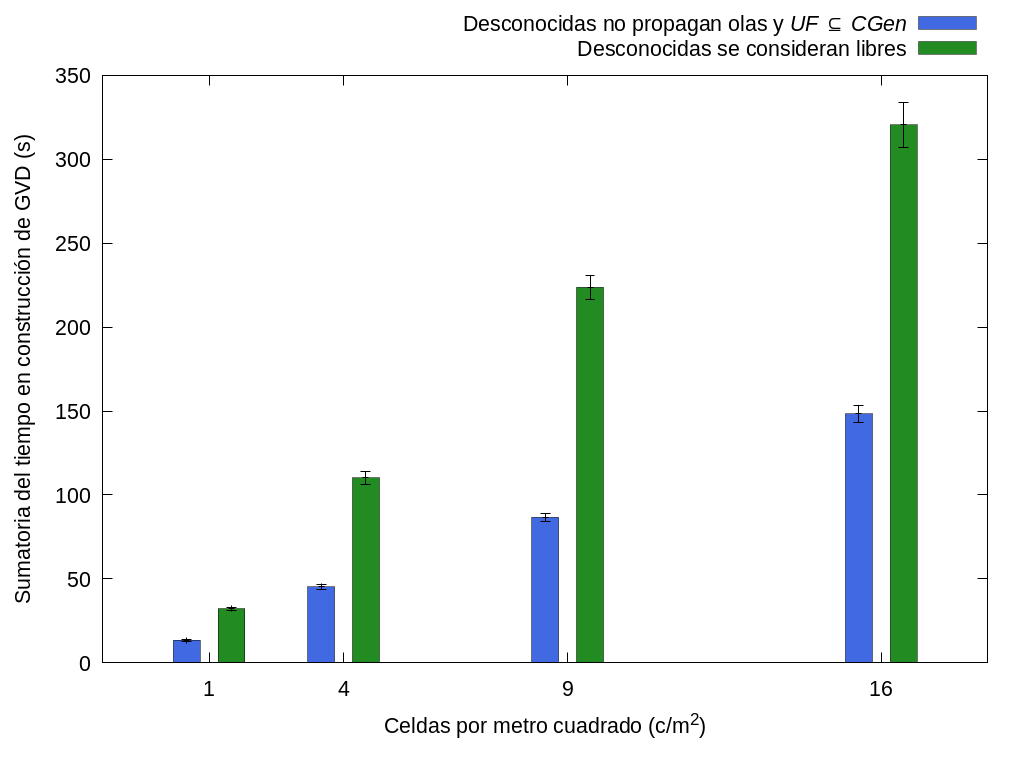 Desconocidas no propagan olas y UF ⊆ CGen
Desconocidas se consideran libres
350
300
250
200
150
100
50
0
Sumatoria del tiempo en construcción de GVD (s)
1 4 9 16
Celdas por metro cuadrado (c/m²)